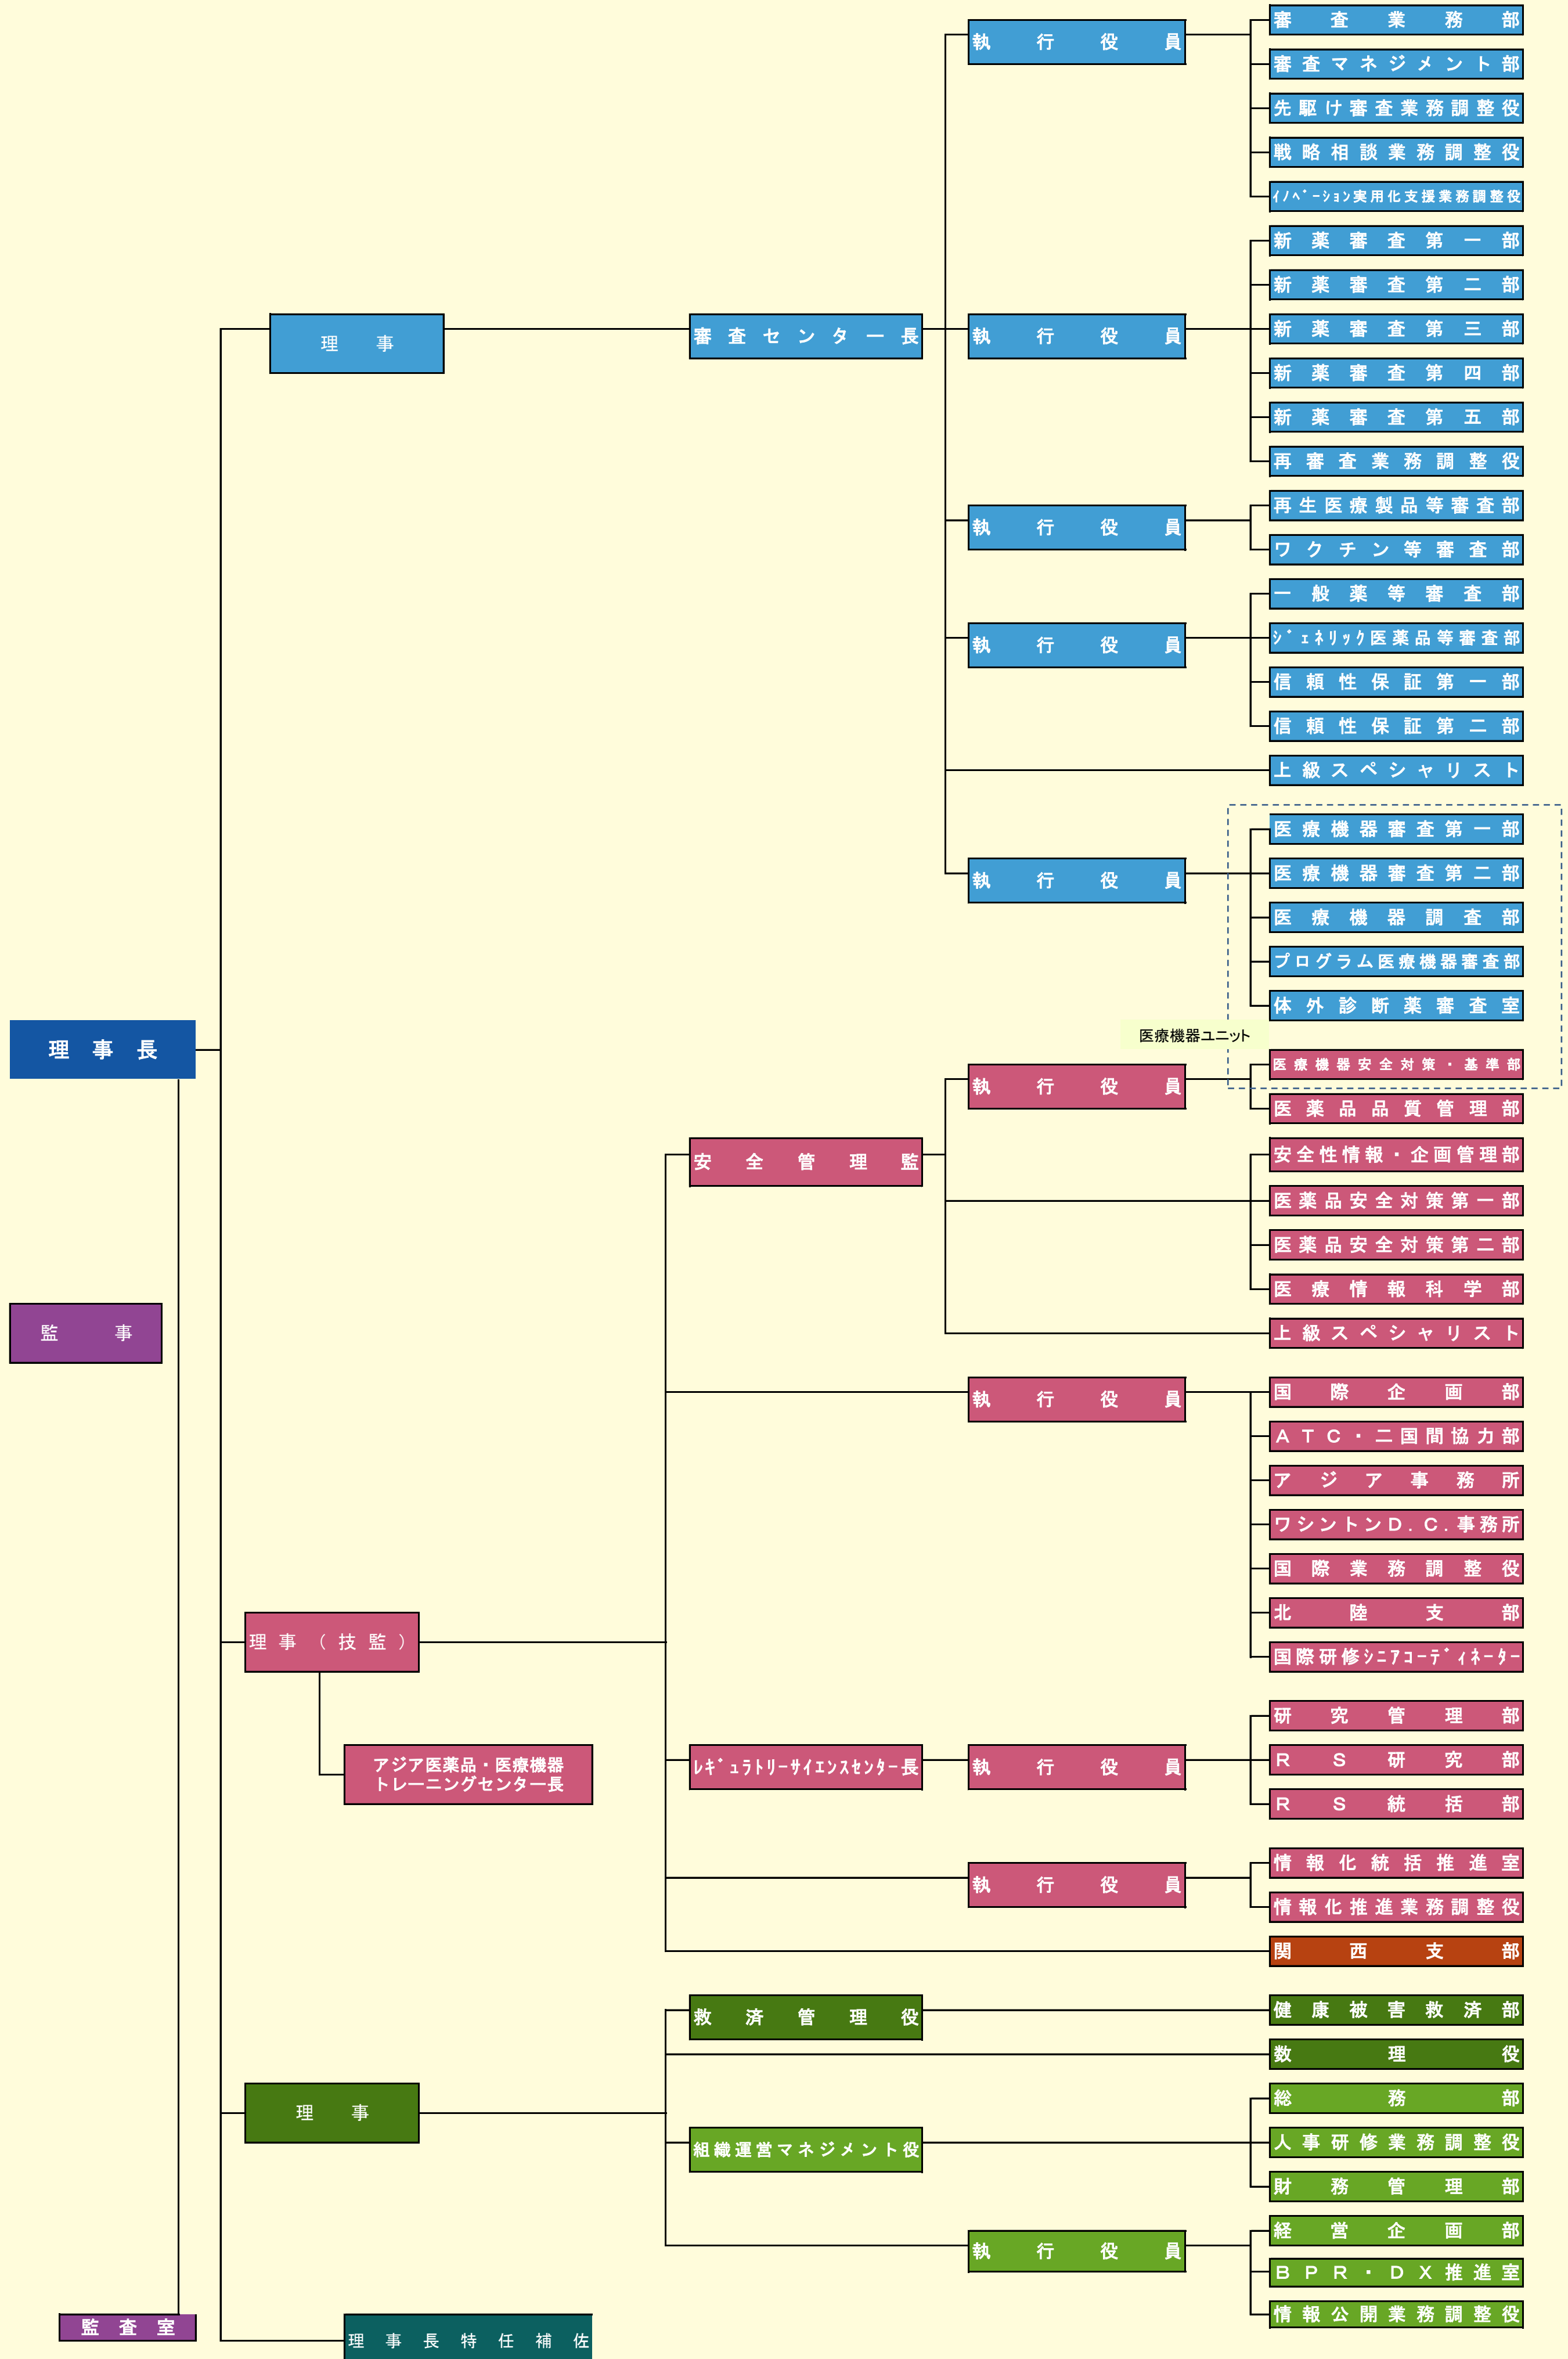 執行役員
審査業務部
審査マネジメント部
先駆け審査業務調整役
戦略相談業務調整役
ｲﾉﾍﾞｰｼｮﾝ実用化支援業務調整役
理事
審査センター長
執行役員
新薬審査第一部
新薬審査第二部
新薬審査第三部
新薬審査第四部
新薬審査第五部
再審査業務調整役
執行役員
再生医療製品等審査部
ワクチン等審査部
執行役員
一般薬等審査部
ｼﾞｪﾈﾘｯｸ医薬品等審査部
信頼性保証第一部
信頼性保証第二部
上級スペシャリスト
執行役員
医療機器審査第一部
医療機器審査第二部
医療機器調査部
プログラム医療機器審査部
体外診断薬審査室
理事長
医療機器ユニット
執行役員
医療機器安全対策・基準部
医薬品品質管理部
安全管理監
安全性情報・企画管理部
医薬品安全対策第一部
医薬品安全対策第二部
医療情報科学部
監事
上級スペシャリスト
執行役員
国際企画部
ＡＴＣ・二国間協力部
アジア事務所
ワシントンＤ.Ｃ.事務所
国際業務調整役
北陸支部
国際研修ｼﾆｱｺｰﾃﾞｨﾈｰﾀｰ
理事（技監）
アジア医薬品・医療機器
トレーニングセンター長
ﾚｷﾞｭﾗﾄﾘｰｻｲｴﾝｽｾﾝﾀｰ長
執行役員
研究管理部
ＲＳ研究部
ＲＳ統括部
執行役員
情報化統括推進室
情報化推進業務調整役
関西支部
救済管理役
健康被害救済部
数理役
理事
組織運営マネジメント役
総務部
人事研修業務調整役
財務管理部
執行役員
経営企画部
ＢＰＲ・ＤＸ推進室
情報公開業務調整役
監査室
理事長特任補佐